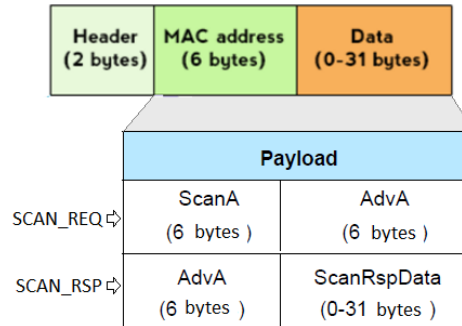 Header MAC address Data
(2 bytes) (6 bytes) (0-31 bytes)
Payload
SCAN_REQ ScanA AdvA
(6 bytes ) (6 bytes )
SCAN_RSP AdvA ScanRspData
(6 bytes ) (0-31 bytes )